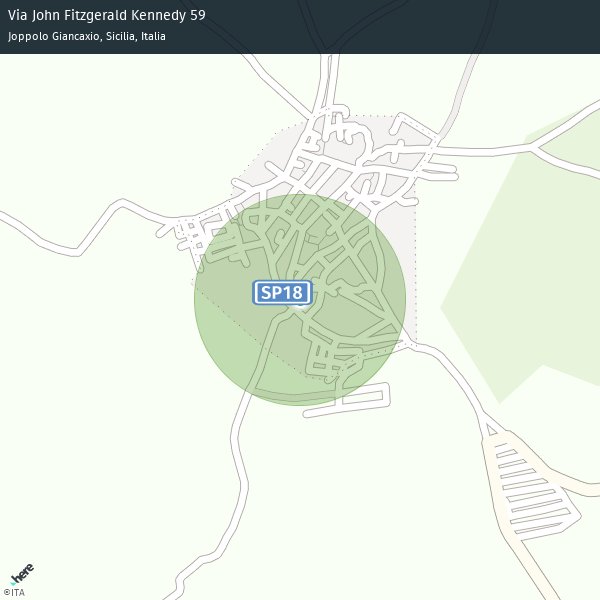 Via John Fitzgerald Kennedy 59
Joppolo Giancaxio, Sicilia, Italia
SP18
here
©ITA